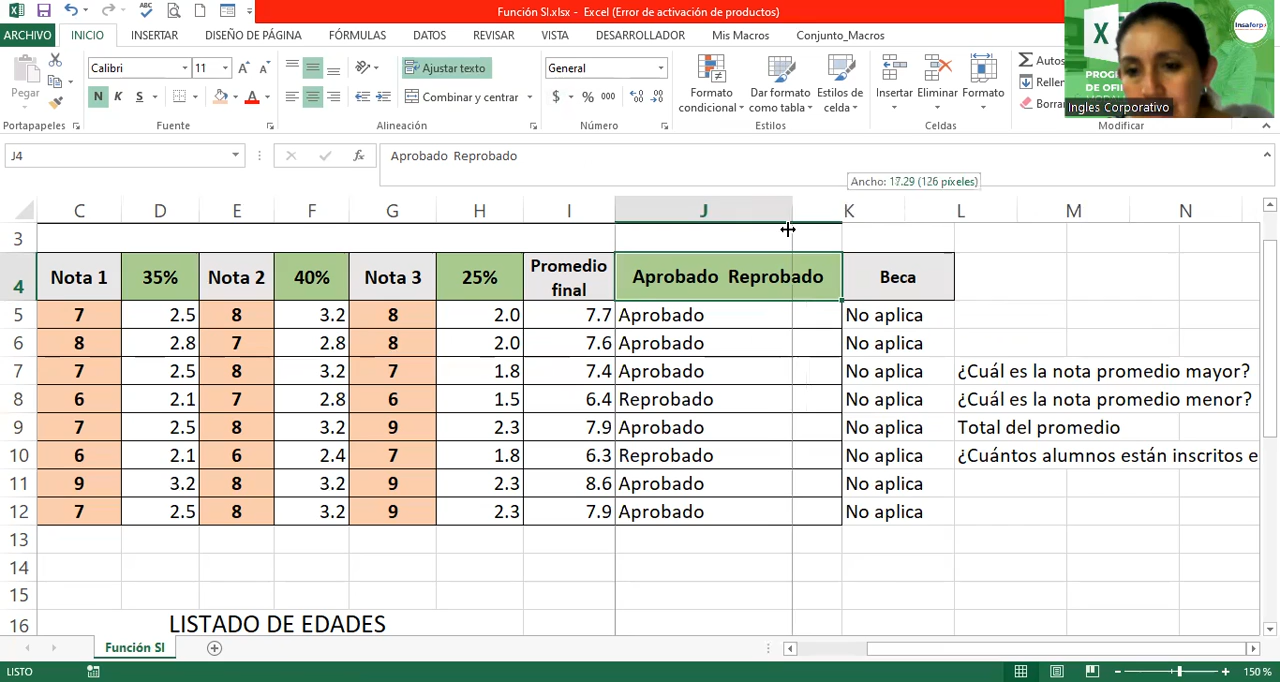 Función SI.xlsx - Excel (Error de activación de productos)
ARCHIVO INICIO INSERTAR DISEÑO DE PÁGINA FÓRMULAS DATOS REVISAR VISTA DESARROLLADOR Mis Macros Conjunto_Macros
Pegar
Calibri 11
N K S
Ajustar texto
Combinar y centrar
General
$ % 000
Formato condicional
Dar formato como tabla
Estilos de celda
Insertar Eliminar Formato
Autos
Rellen
Borra
Portapapeles Fuente Alineación Número Estilos Celdas Modificar
Insaforp
Ingles Corporativo
J4 fx Aprobado Reprobado
Ancho: 17.29 (126 píxeles)
C D E F G H I J K L M N
3
4 Nota 1 35% Nota 2 40% Nota 3 25% Promedio final Aprobado Reprobado Beca
5 7 2.5 8 3.2 8 2.0 7.7 Aprobado No aplica
6 8 2.8 7 2.8 8 2.0 7.6 Aprobado No aplica
7 7 2.5 8 3.2 7 1.8 7.4 Aprobado No aplica ¿Cuál es la nota promedio mayor?
8 6 2.1 7 2.8 6 1.5 6.4 Reprobado No aplica ¿Cuál es la nota promedio menor?
9 7 2.5 8 3.2 9 2.3 7.9 Aprobado No aplica Total del promedio
10 6 2.1 6 2.4 7 1.8 6.3 Reprobado No aplica ¿Cuántos alumnos están inscritos e
11 9 3.2 8 3.2 9 2.3 8.6 Aprobado No aplica
12 7 2.5 8 3.2 9 2.3 7.9 Aprobado No aplica
13
14
15
16 LISTADO DE EDADES
Función SI
LISTO 150 %